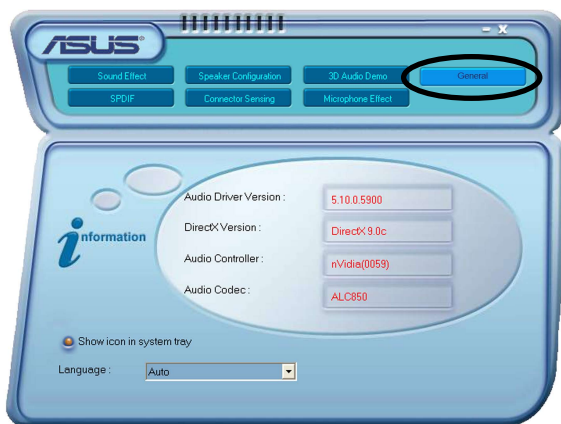 ASUS
Sound Effect
Speaker Configuration
3D Audio Demo
General
SPDIF
Connector Sensing
Microphone Effect
information
Audio Driver Version :
5.10.0.5900
DirectX Version :
DirectX 9.0c
Audio Controller :
nVidia(0059)
Audio Codec :
ALC850
Show icon in system tray
Language :
Auto